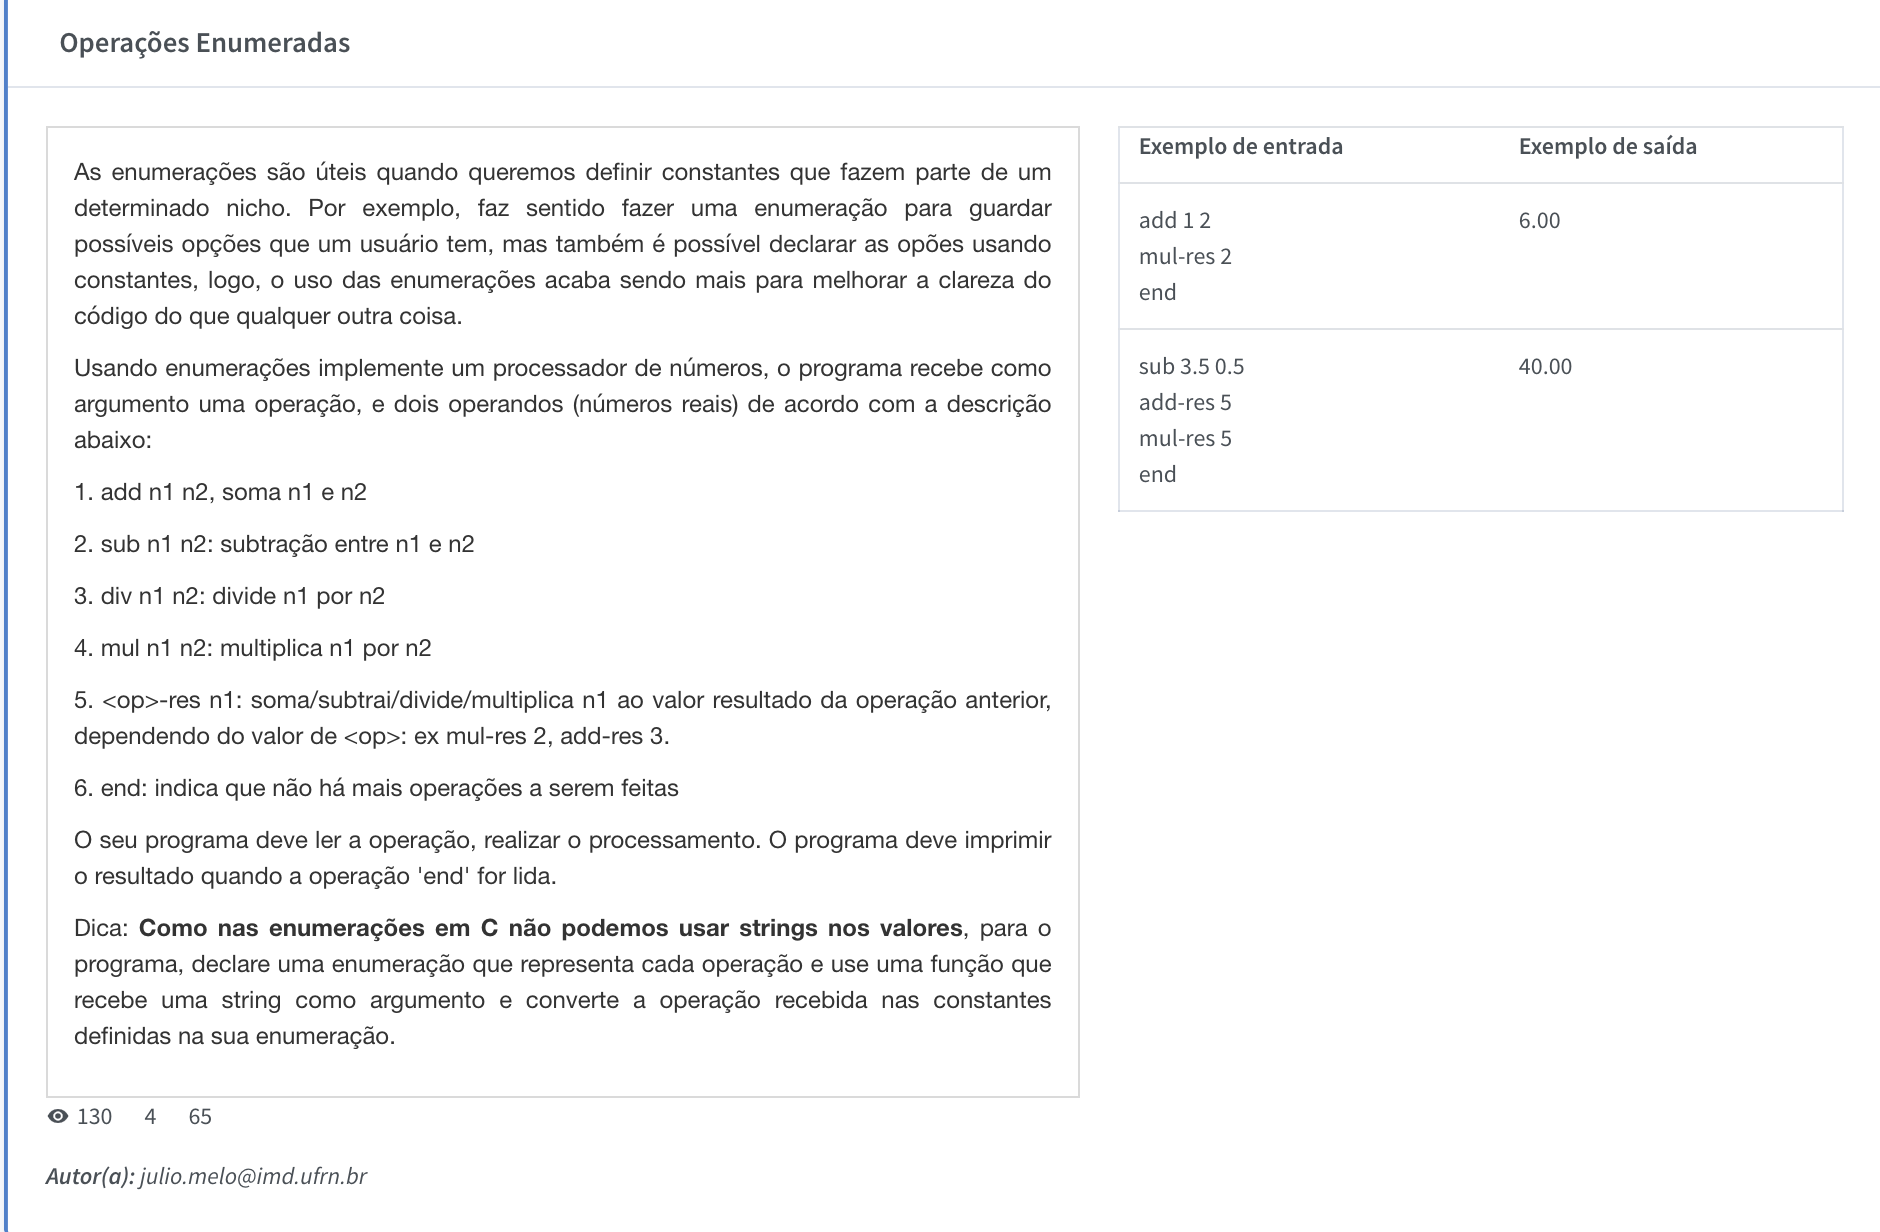 Operações Enumeradas
As enumerações são úteis quando queremos definir constantes que fazem parte de um
determinado nicho. Por exemplo, faz sentido fazer uma enumeração para guardar
possíveis opções que um usuário tem, mas também é possível declarar as opões usando
constantes, logo, o uso das enumerações acaba sendo mais para melhorar a clareza do
código do que qualquer outra coisa.
Usando enumerações implemente um processador de números, o programa recebe como
argumento uma operação, e dois operandos (números reais) de acordo com a descrição
abaixo:
1. add n1 n2, soma n1 e n2
2. sub n1 n2: subtração entre n1 e n2
3. div n1 n2: divide n1 por n2
4. mul n1 n2: multiplica n1 por n2
5. <op>-res n1: soma/subtrai/divide/multiplica n1 ao valor resultado da operação anterior,
dependendo do valor de <op>: ex mul-res 2, add-res 3.
6. end: indica que não há mais operações a serem feitas
O seu programa deve ler a operação, realizar o processamento. O programa deve imprimir
o resultado quando a operação 'end' for lida.
Dica: Como nas enumerações em C não podemos usar strings nos valores, para o
programa, declare uma enumeração que representa cada operação e use uma função que
recebe uma string como argumento e converte a operação recebida nas constantes
definidas na sua enumeração.
130 4 65
Autor(a): julio.melo@imd.ufrn.br
Exemplo de entrada Exemplo de saída
add 1 2 6.00
mul-res 2
end
sub 3.5 0.5 40.00
add-res 5
mul-res 5
end